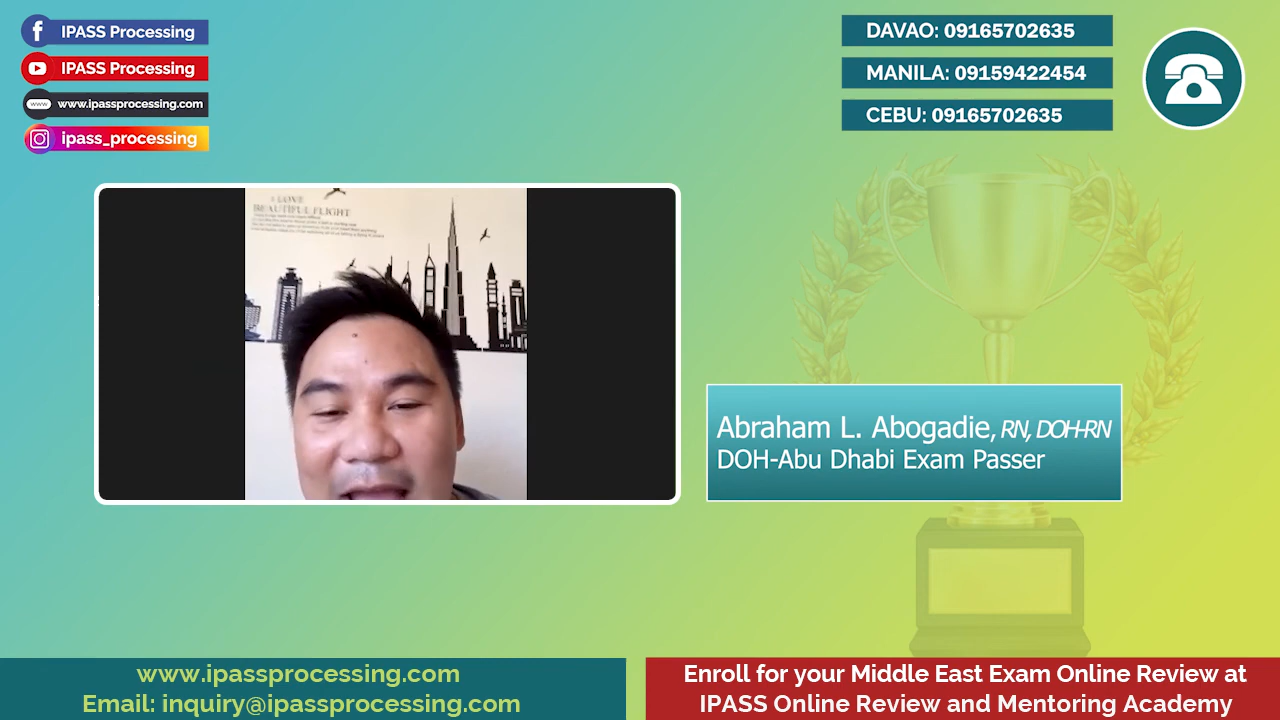 IPASS Processing
IPASS Processing
www
www.ipassprocessing.com
ipass_processing
DAVAO: 09165702635
MANILA: 09159422454
CEBU: 09165702635
I LOVE
BEAUTIFUL FLIGHT
Abraham L. Abogadie, RN, DOH-RN
DOH-Abu Dhabi Exam Passer
www.ipassprocessing.com
Email: inquiry@ipassprocessing.com
Enroll for your Middle East Exam Online Review at
IPASS Online Review and Mentoring Academy